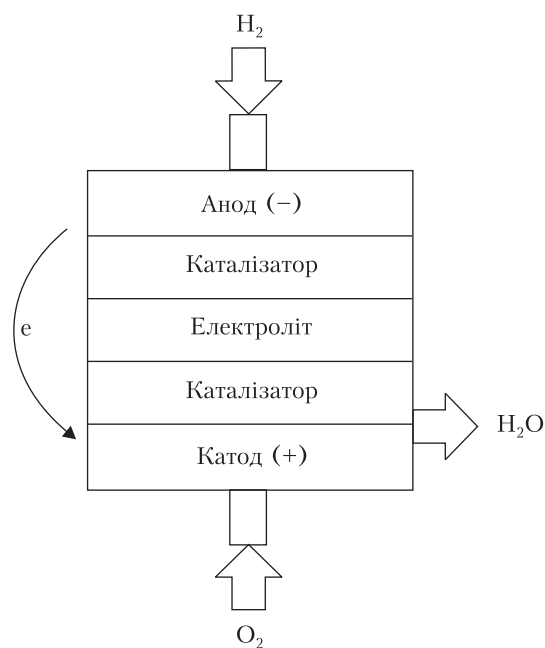 H₂
Анод (−)
Каталізатор
Електроліт
e
Каталізатор
H₂O
Катод (+)
O₂